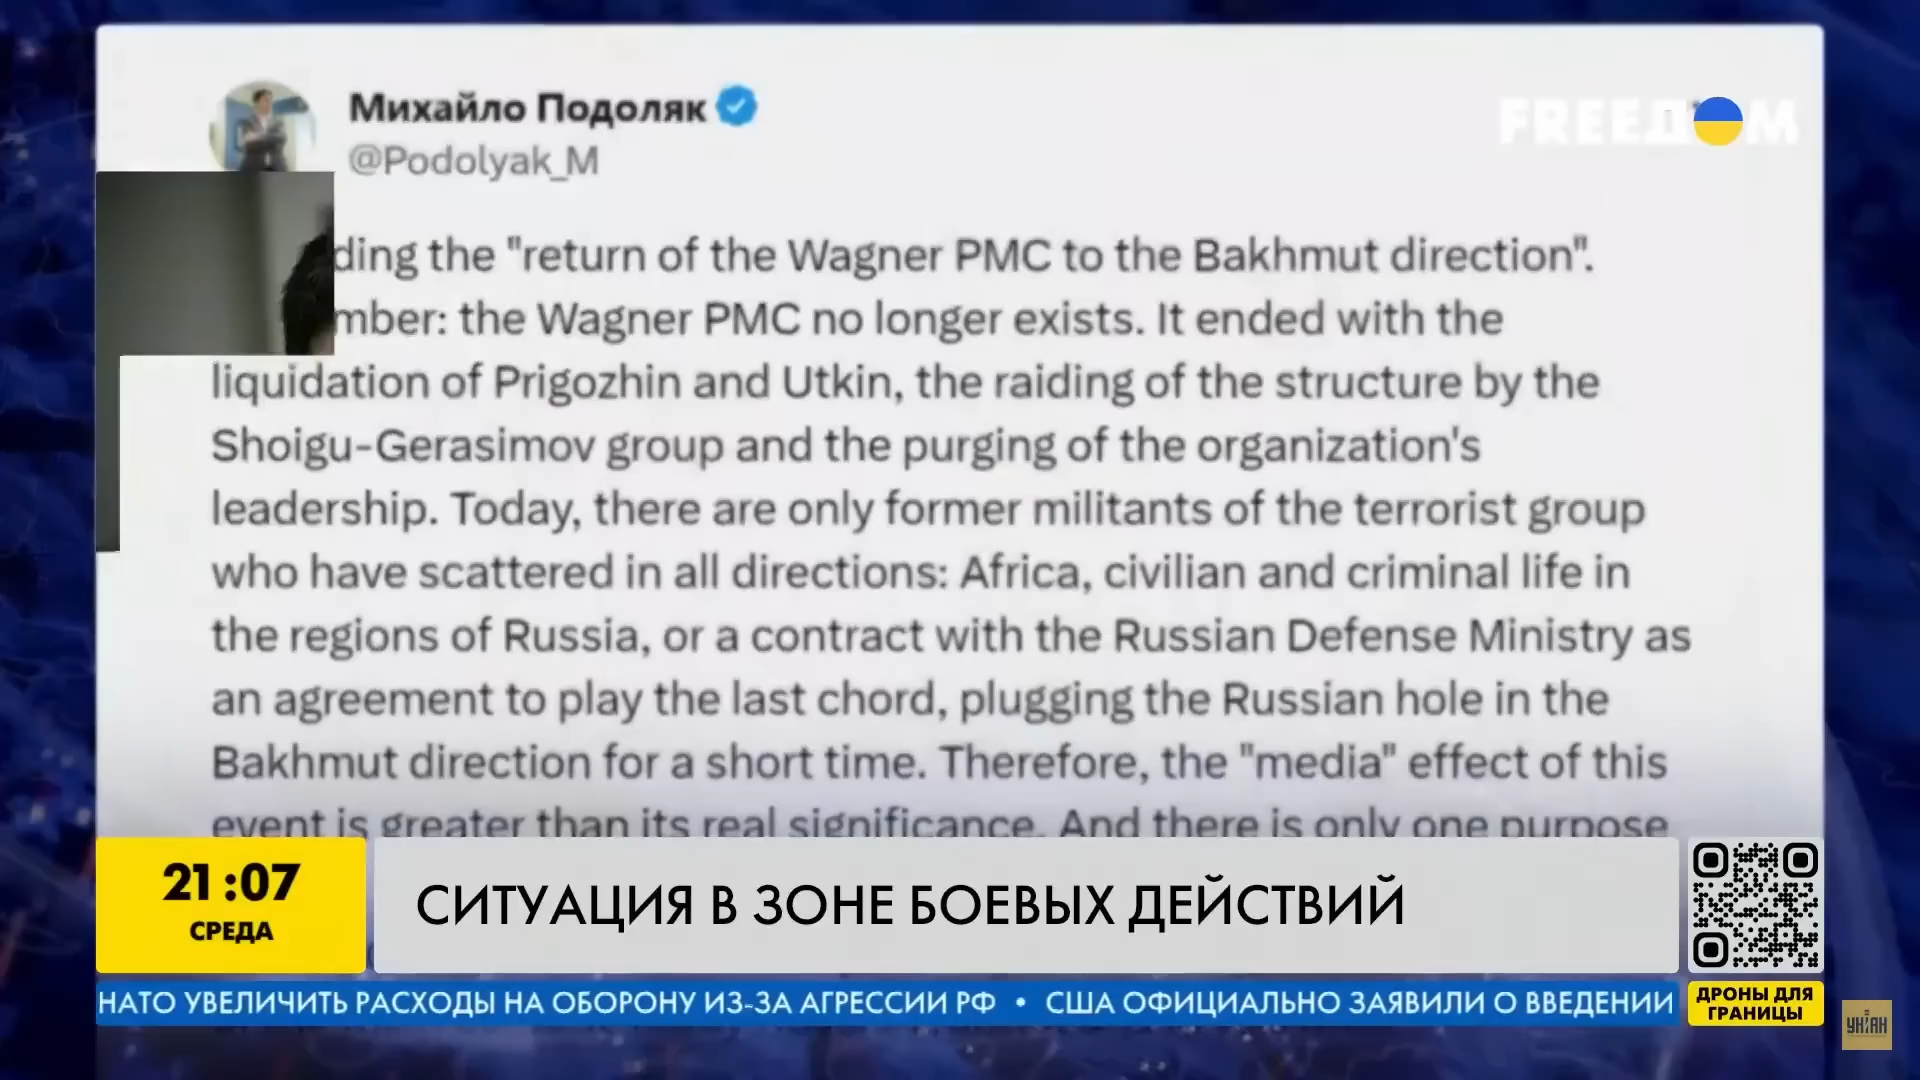 Михайло Подоляк
@Podolyak_M
FREEДOM
ding the "return of the Wagner PMC to the Bakhmut direction".
mber: the Wagner PMC no longer exists. It ended with the
liquidation of Prigozhin and Utkin, the raiding of the structure by the
Shoigu-Gerasimov group and the purging of the organization's
leadership. Today, there are only former militants of the terrorist group
who have scattered in all directions: Africa, civilian and criminal life in
the regions of Russia, or a contract with the Russian Defense Ministry as
an agreement to play the last chord, plugging the Russian hole in the
Bakhmut direction for a short time. Therefore, the "media" effect of this
event is greater than its real significance. And there is only one purpose
21:07
СРЕДА
СИТУАЦИЯ В ЗОНЕ БОЕВЫХ ДЕЙСТВИЙ
НАТО УВЕЛИЧИТЬ РАСХОДЫ НА ОБОРОНУ ИЗ-ЗА АГРЕССИИ РФ • США ОФИЦИАЛЬНО ЗАЯВИЛИ О ВВЕДЕНИИ
ДРОНЫ ДЛЯ
ГРАНИЦЫ
УНІАН